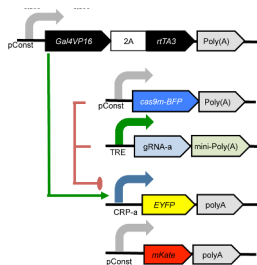 pConst Gal4VP16 2A rtTA3 Poly(A)
pConst cas9m-BFP Poly(A)
TRE gRNA-a mini-Poly(A)
CRP-a EYFP polyA
pConst mKate polyA